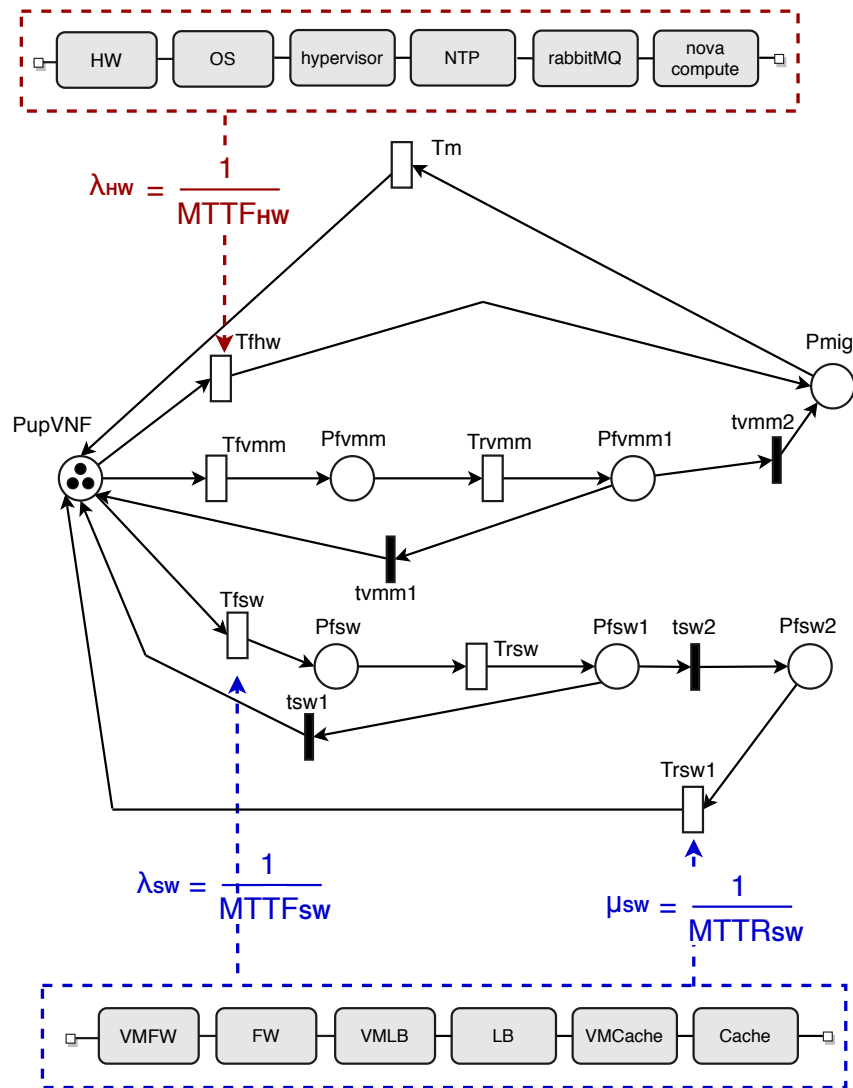 HW
OS
hypervisor
NTP
rabbitMQ
nova
compute
Tm
λHW = 1
MTTFHW
Tfhw
Pmig
PupVNF
Tfvmm
Pfvmm
Trvmm
Pfvmm1
tvmm2
tvmm1
Tfsw
Pfsw
Trsw
Pfsw1
tsw2
Pfsw2
tsw1
Trsw1
λsw = 1
MTTFsw
μsw = 1
MTTRsw
VMFW
FW
VMLB
LB
VMCache
Cache